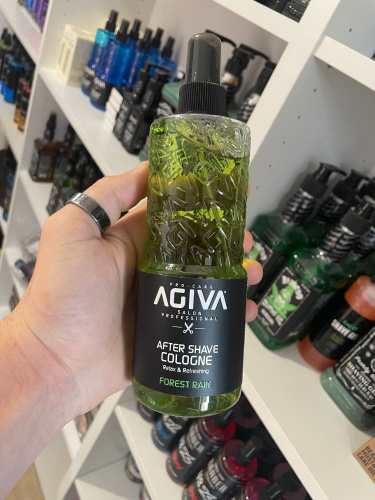 PRO-CARE
AGIVA
SALON
PROFESSIONAL
AFTER SHAVE
COLOGNE
Relax & Refreshing
FOREST RAIN